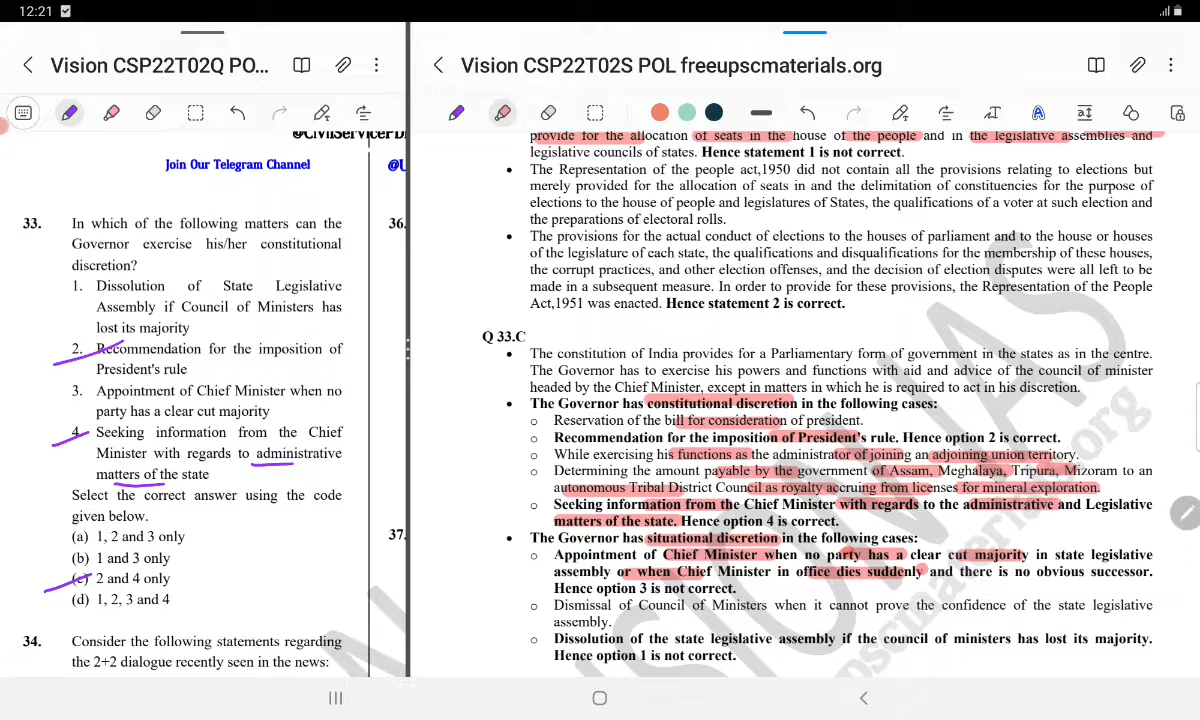 12:21
Vision CSP22T02Q PO...
Vision CSP22T02S POL freeupscmaterials.org
Join Our Telegram Channel
@U
33. In which of the following matters can the
Governor exercise his/her constitutional
discretion?
1. Dissolution of State Legislative
Assembly if Council of Ministers has
lost its majority
2. Recommendation for the imposition of
President's rule
3. Appointment of Chief Minister when no
party has a clear cut majority
4. Seeking information from the Chief
Minister with regards to administrative
matters of the state
Select the correct answer using the code
given below.
(a) 1, 2 and 3 only
(b) 1 and 3 only
(c) 2 and 4 only
(d) 1, 2, 3 and 4
34. Consider the following statements regarding
the 2+2 dialogue recently seen in the news:
36.
37.
provide for the allocation of seats in the house of the people and in the legislative assemblies and
legislative councils of states. Hence statement 1 is not correct.
• The Representation of the people act,1950 did not contain all the provisions relating to elections but
merely provided for the allocation of seats in and the delimitation of constituencies for the purpose of
elections to the house of people and legislatures of States, the qualifications of a voter at such election and
the preparations of electoral rolls.
• The provisions for the actual conduct of elections to the houses of parliament and to the house or houses
of the legislature of each state, the qualifications and disqualifications for the membership of these houses,
the corrupt practices, and other election offenses, and the decision of election disputes were all left to be
made in a subsequent measure. In order to provide for these provisions, the Representation of the People
Act,1951 was enacted. Hence statement 2 is correct.
Q 33.C
• The constitution of India provides for a Parliamentary form of government in the states as in the centre.
The Governor has to exercise his powers and functions with aid and advice of the council of minister
headed by the Chief Minister, except in matters in which he is required to act in his discretion.
• The Governor has constitutional discretion in the following cases:
o Reservation of the bill for consideration of president.
o Recommendation for the imposition of President's rule. Hence option 2 is correct.
o While exercising his functions as the administrator of joining an adjoining union territory.
o Determining the amount payable by the government of Assam, Meghalaya, Tripura, Mizoram to an
autonomous Tribal District Council as royalty accruing from licenses for mineral exploration.
o Seeking information from the Chief Minister with regards to the administrative and Legislative
matters of the state. Hence option 4 is correct.
• The Governor has situational discretion in the following cases:
o Appointment of Chief Minister when no party has a clear cut majority in state legislative
assembly or when Chief Minister in office dies suddenly and there is no obvious successor.
Hence option 3 is not correct.
o Dismissal of Council of Ministers when it cannot prove the confidence of the state legislative
assembly.
o Dissolution of the state legislative assembly if the council of ministers has lost its majority.
Hence option 1 is not correct.